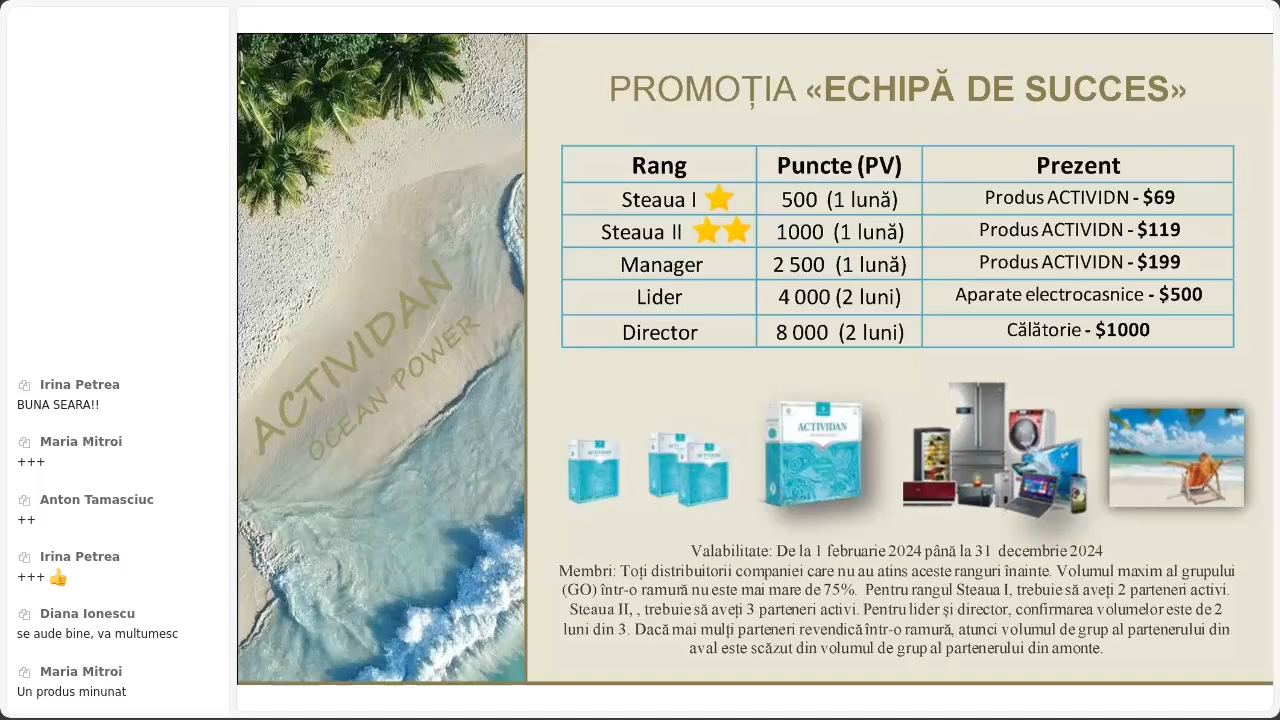 Irina Petrea
BUNA SEARA!!
Maria Mitroi
+++
Anton Tamasciuc
++
Irina Petrea
+++ 👍
Diana Ionescu
se aude bine, va multumesc
Maria Mitroi
Un produs minunat
ACTIVIDAN
OCEAN POWER
PROMOȚIA «ECHIPĂ DE SUCCES»
Rang Puncte (PV) Prezent
Steaua I 500 (1 lună) Produs ACTIVIDN - $69
Steaua II 1000 (1 lună) Produs ACTIVIDN - $119
Manager 2 500 (1 lună) Produs ACTIVIDN - $199
Lider 4 000 (2 luni) Aparate electrocasnice - $500
Director 8 000 (2 luni) Călătorie - $1000
ACTIVIDAN
Valabilitate: De la 1 februarie 2024 până la 31 decembrie 2024
Membri: Toți distribuitorii companiei care nu au atins aceste ranguri înainte. Volumul maxim al grupului
(GO) într-o ramură nu este mai mare de 75%. Pentru rangul Steaua I, trebuie să aveți 2 parteneri activi.
Steaua II, , trebuie să aveți 3 parteneri activi. Pentru lider și director, confirmarea volumelor este de 2
luni din 3. Dacă mai mulți parteneri revendică într-o ramură, atunci volumul de grup al partenerului din
aval este scăzut din volumul de grup al partenerului din amonte.